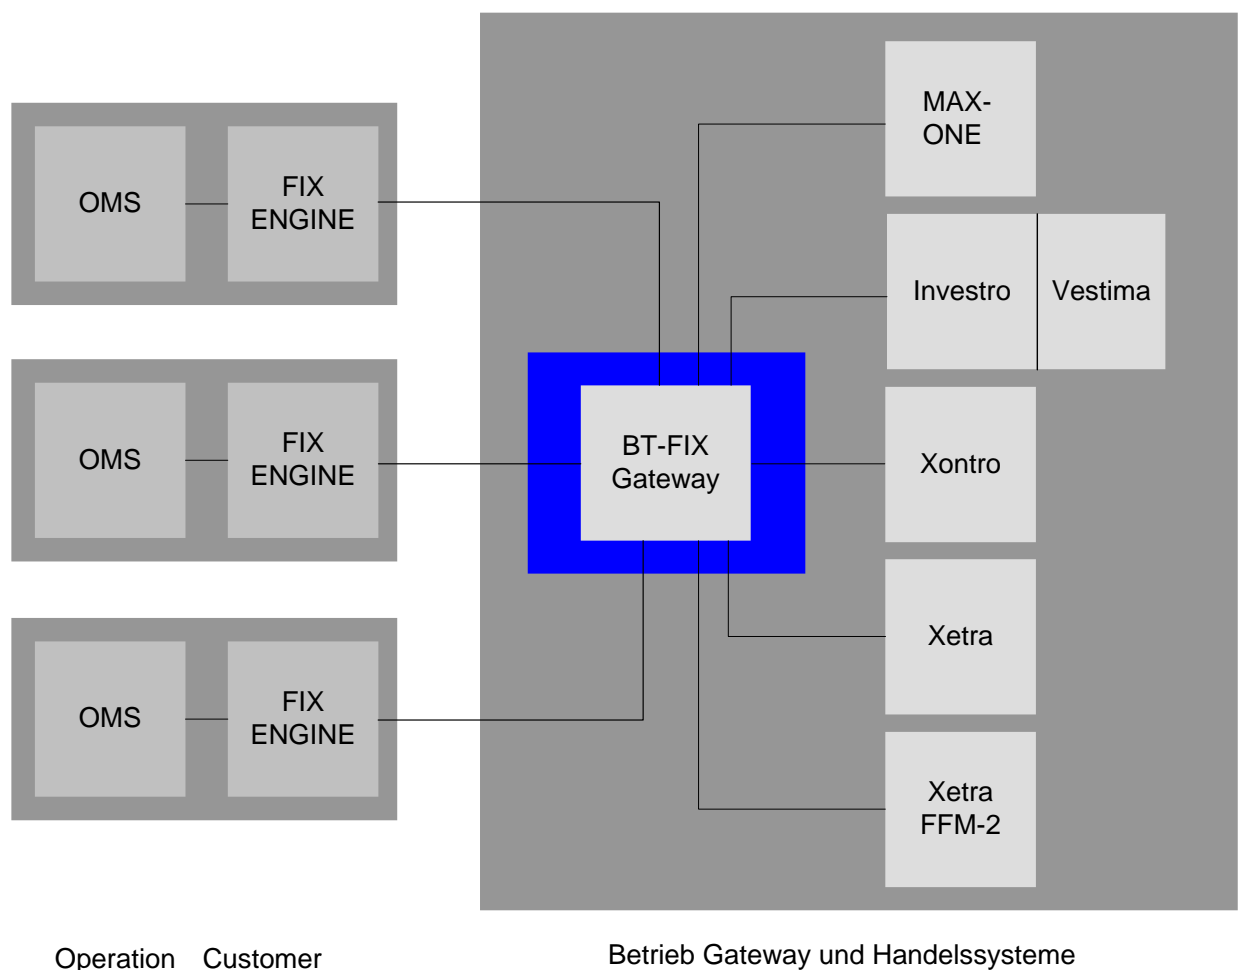 OMS
FIX
ENGINE
OMS
FIX
ENGINE
OMS
FIX
ENGINE
BT-FIX
Gateway
MAX-
ONE
Investro
Vestima
Xontro
Xetra
Xetra
FFM-2
Operation Customer
Betrieb Gateway und Handelssysteme